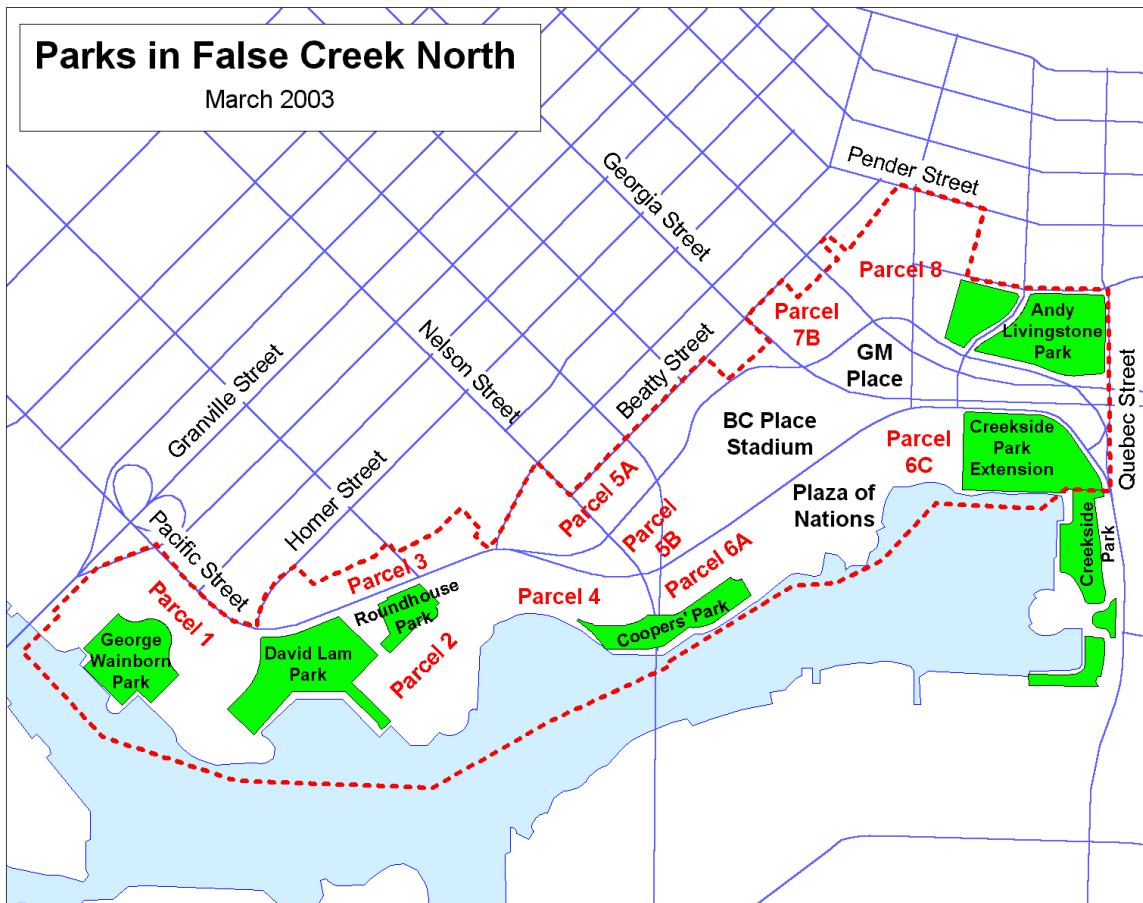 Parks in False Creek North
March 2003
Pender Street
Georgia Street
Parcel 8
Parcel
7B
Andy
Livingstone
Park
GM
Place
Quebec Street
Nelson Street
Beatty Street
Granville Street
BC Place
Stadium
Parcel
6C
Creekside
Park
Extension
Homer Street
Parcel 5A
Plaza of
Nations
Pacific Street
Parcel
5B
Creekside
Park
Parcel 3
Parcel 6A
Parcel 1
Roundhouse
Park
Parcel 4
Coopers' Park
George
Wainborn
Park
David Lam
Park
Parcel 2